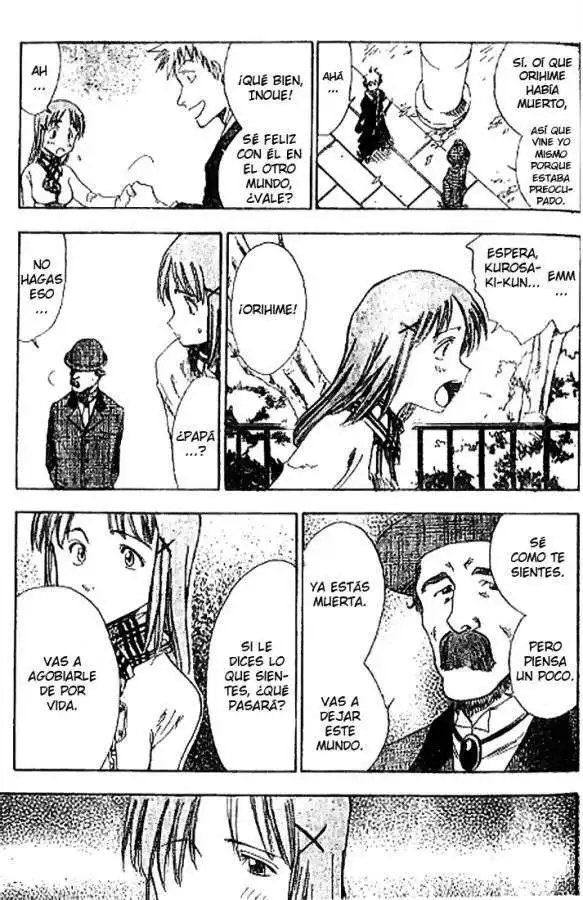 SÍ. OÍ QUE
ORIHIME
HABÍA
MUERTO,
ASÍ QUE
VINE YO
MISMO
PORQUE
ESTABA
PREOCU-
PADO.
AHÁ
...
¡QUÉ BIEN,
INOUE!
SÉ FELIZ
CON ÉL EN
EL OTRO
MUNDO,
¿VALE?
AH
...
EMM
...
ESPERA,
KUROSA-
KI-KUN...
¡ORIHIME!
¿PAPÁ
...?
NO
HAGAS
ESO
...
SÉ
COMO TE
SIENTES.
PERO
PIENSA
UN POCO.
YA ESTÁS
MUERTA.
VAS
A DEJAR
ESTE
MUNDO.
SI LE
DICES LO
QUE SIEN-
TES, ¿QUÉ
PASARÁ?
VAS A
AGOBIARLE
DE POR
VIDA.